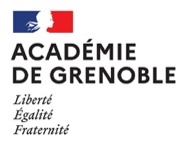 ACADÉMIE
DE GRENOBLE
Liberté
Égalité
Fraternité